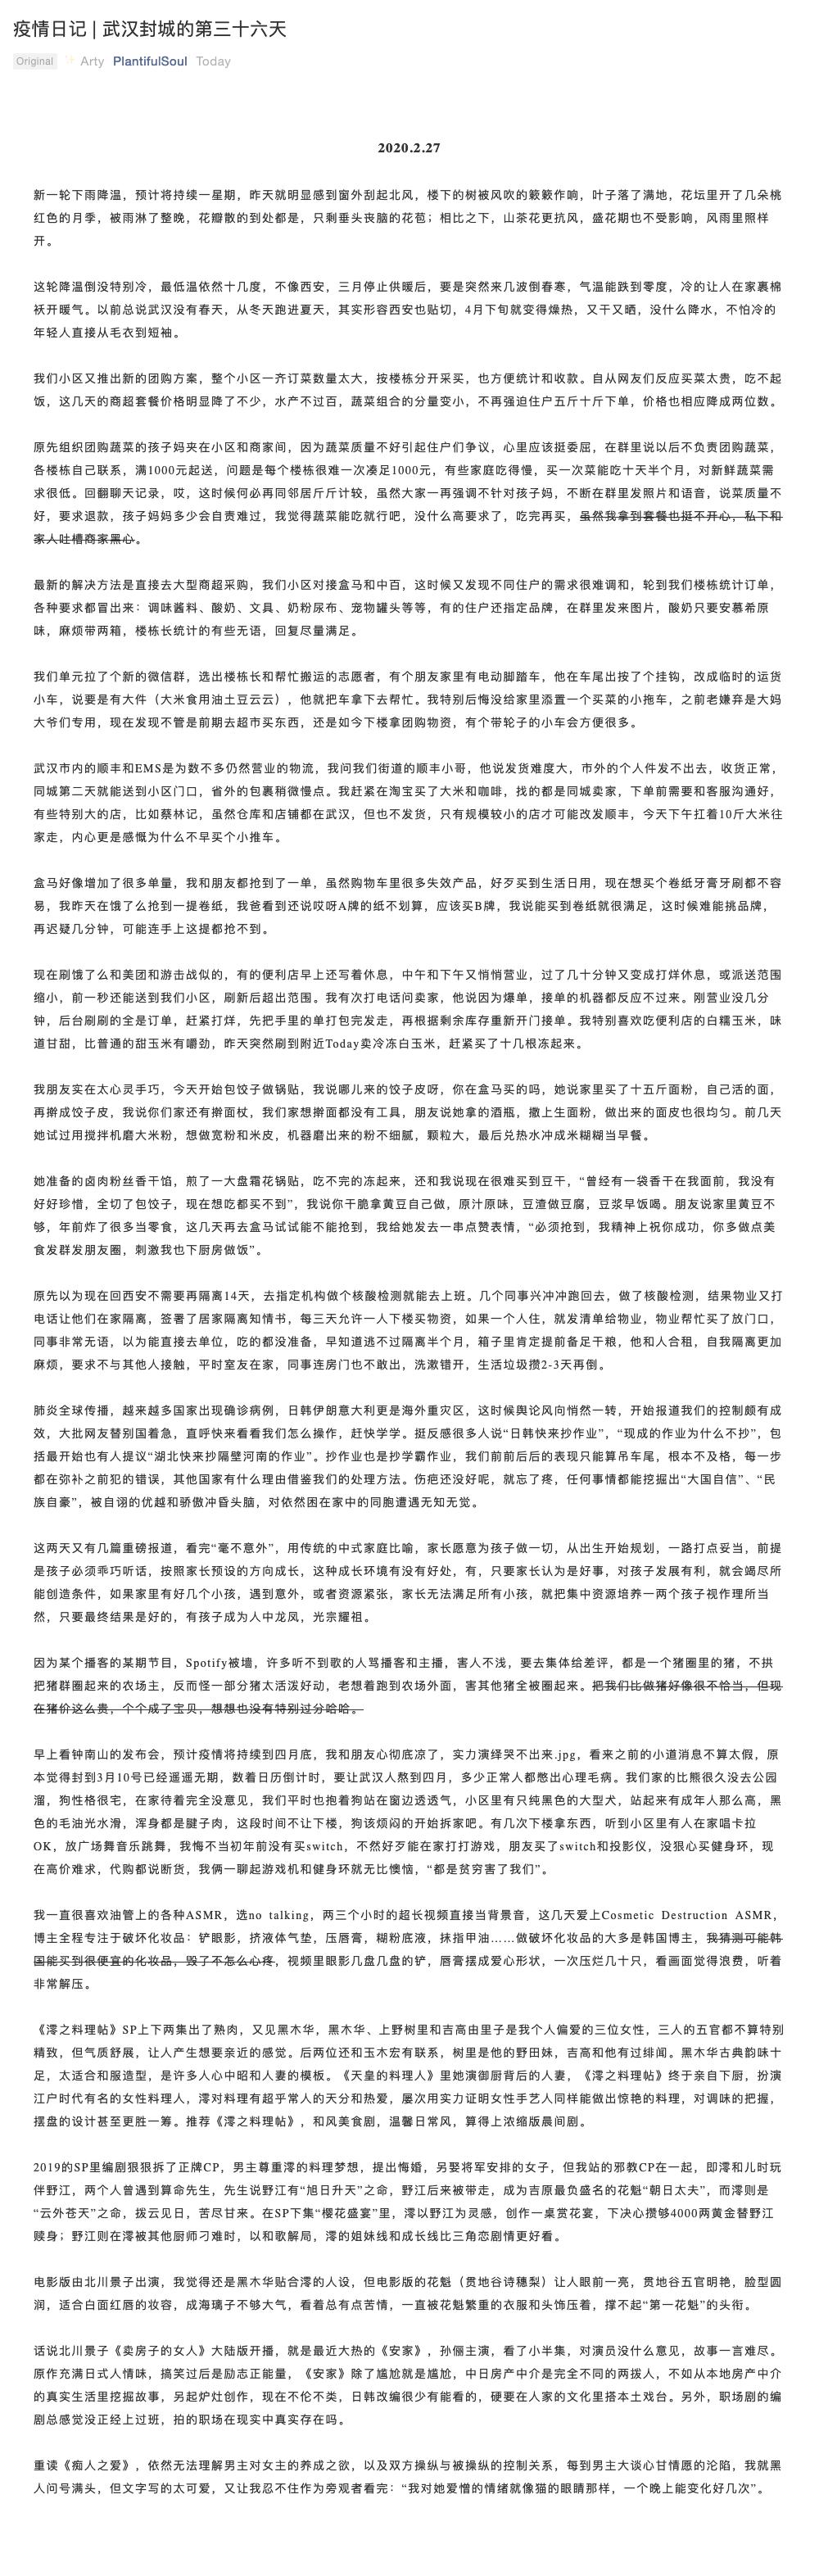 疫情日记 | 武汉封城的第三十六天
Original Arty PlantifulSoul Today
2020.2.27
新一轮下雨降温，预计将持续一星期，昨天就明显感到窗外刮起北风，楼下的树被风吹的簌簌作响，叶子落了满地，花坛里开了几朵桃
红色的月季，被雨淋了整晚，花瓣散的到处都是，只剩垂头丧脑的花苞；相比之下，山茶花更抗风，盛花期也不受影响，风雨里照样
开。
这轮降温倒没特别冷，最低温依然十几度，不像西安，三月停止供暖后，要是突然来几波倒春寒，气温能跌到零度，冷的让人在家裹棉
袄开暖气。以前总说武汉没有春天，从冬天跑进夏天，其实形容西安也贴切，4月下旬就变得燥热，又干又晒，没什么降水，不怕冷的
年轻人直接从毛衣到短袖。
我们小区又推出新的团购方案，整个小区一齐订菜数量太大，按楼栋分开采买，也方便统计和收款。自从网友们反应买菜太贵，吃不起
饭，这几天的商超套餐价格明显降了不少，水产不过百，蔬菜组合的分量变小，不再强迫住户五斤十斤下单，价格也相应降成两位数。
原先组织团购蔬菜的孩子妈夹在小区和商家间，因为蔬菜质量不好引起住户们争议，心里应该挺委屈，在群里说以后不负责团购蔬菜，
各楼栋自己联系，满1000元起送，问题是每个楼栋很难一次凑足1000元，有些家庭吃得慢，买一次菜能吃十天半个月，对新鲜蔬菜需
求很低。回翻聊天记录，哎，这时候何必再同邻居斤斤计较，虽然大家一再强调不针对孩子妈，不断在群里发照片和语音，说菜质量不
好，要求退款，孩子妈妈多少会自责难过，我觉得蔬菜能吃就行吧，没什么高要求了，吃完再买，虽然我拿到套餐也挺不开心，私下和
家人吐槽商家黑心。
最新的解决方法是直接去大型商超采购，我们小区对接盒马和中百，这时候又发现不同住户的需求很难调和，轮到我们楼栋统计订单，
各种要求都冒出来：调味酱料、酸奶、文具、奶粉尿布、宠物罐头等等，有的住户还指定品牌，在群里发来图片，酸奶只要安慕希原
味，麻烦带两箱，楼栋长统计的有些无语，回复尽量满足。
我们单元拉了个新的微信群，选出楼栋长和帮忙搬运的志愿者，有个朋友家里有电动脚踏车，他在车尾出按了个挂钩，改成临时的运货
小车，说要是有大件（大米食用油土豆云云），他就把车拿下去帮忙。我特别后悔没给家里添置一个买菜的小拖车，之前老嫌弃是大妈
大爷们专用，现在发现不管是前期去超市买东西，还是如今下楼拿团购物资，有个带轮子的小车会方便很多。
武汉市内的顺丰和EMS是为数不多仍然营业的物流，我问我们街道的顺丰小哥，他说发货难度大，市外的个人件发不出去，收货正常，
同城第二天就能送到小区门口，省外的包裹稍微慢点。我赶紧在淘宝买了大米和咖啡，找的都是同城卖家，下单前需要和客服沟通好，
有些特别大的店，比如蔡林记，虽然仓库和店铺都在武汉，但也不发货，只有规模较小的店才可能改发顺丰，今天下午扛着10斤大米往
家走，内心更是感慨为什么不早买个小推车。
盒马好像增加了很多单量，我和朋友都抢到了一单，虽然购物车里很多失效产品，好歹买到生活日用，现在想买个卷纸牙膏牙刷都不容
易，我昨天在饿了么抢到一提卷纸，我爸看到还说哎呀A牌的纸不划算，应该买B牌，我说能买到卷纸就很满足，这时候难能挑品牌，
再迟疑几分钟，可能连手上这提都抢不到。
现在刷饿了么和美团和游击战似的，有的便利店早上还写着休息，中午和下午又悄悄营业，过了几十分钟又变成打烊休息，或派送范围
缩小，前一秒还能送到我们小区，刷新后超出范围。我有次打电话问卖家，他说因为爆单，接单的机器都反应不过来。刚营业没几分
钟，后台刷刷的全是订单，赶紧打烊，先把手里的单打包完发走，再根据剩余库存重新开门接单。我特别喜欢吃便利店的白糯玉米，味
道甘甜，比普通的甜玉米有嚼劲，昨天突然刷到附近Today卖冷冻白玉米，赶紧买了十几根冻起来。
我朋友实在太心灵手巧，今天开始包饺子做锅贴，我说哪儿来的饺子皮呀，你在盒马买的吗，她说家里买了十五斤面粉，自己活的面，
再擀成饺子皮，我说你们家还有擀面杖，我们家想擀面都没有工具，朋友说她拿的酒瓶，撒上生面粉，做出来的面皮也很均匀。前几天
她试过用搅拌机磨大米粉，想做宽粉和米皮，机器磨出来的粉不细腻，颗粒大，最后兑热水冲成米糊糊当早餐。
她准备的卤肉粉丝香干馅，煎了一大盘霜花锅贴，吃不完的冻起来，还和我说现在很难买到豆干，“曾经有一袋香干在我面前，我没有
好好珍惜，全切了包饺子，现在想吃都买不到”，我说你干脆拿黄豆自己做，原汁原味，豆渣做豆腐，豆浆早饭喝。朋友说家里黄豆不
够，年前炸了很多当零食，这几天再去盒马试试能不能抢到，我给她发去一串点赞表情，“必须抢到，我精神上祝你成功，你多做点美
食发群发朋友圈，刺激我也下厨房做饭”。
原先以为现在回西安不需要再隔离14天，去指定机构做个核酸检测就能去上班。几个同事兴冲冲跑回去，做了核酸检测，结果物业又打
电话让他们在家隔离，签署了居家隔离知情书，每三天允许一人下楼买物资，如果一个人住，就发清单给物业，物业帮忙买了放门口，
同事非常无语，以为能直接去单位，吃的都没准备，早知道逃不过隔离半个月，箱子里肯定提前备足干粮，他和人合租，自我隔离更加
麻烦，要求不与其他人接触，平时室友在家，同事连房门也不敢出，洗漱错开，生活垃圾攒2-3天再倒。
肺炎全球传播，越来越多国家出现确诊病例，日韩伊朗意大利更是海外重灾区，这时候舆论风向悄然一转，开始报道我们的控制颇有成
效，大批网友替别国着急，直呼快来看看我们怎么操作，赶快学学。挺反感很多人说“日韩快来抄作业”，“现成的作业为什么不抄”，包
括最开始也有人提议“湖北快来抄隔壁河南的作业”。抄作业也是抄学霸作业，我们前前后后的表现只能算吊车尾，根本不及格，每一步
都在弥补之前犯的错误，其他国家有什么理由借鉴我们的处理方法。伤疤还没好呢，就忘了疼，任何事情都能挖掘出“大国自信”、“民
族自豪”，被自诩的优越和骄傲冲昏头脑，对依然困在家中的同胞遭遇无知无觉。
这两天又有几篇重磅报道，看完“毫不意外”，用传统的中式家庭比喻，家长愿意为孩子做一切，从出生开始规划，一路打点妥当，前提
是孩子必须乖巧听话，按照家长预设的方向成长，这种成长环境有没有好处，有，只要家长认为是好事，对孩子发展有利，就会竭尽所
能创造条件，如果家里有好几个小孩，遇到意外，或者资源紧张，家长无法满足所有小孩，就把集中资源培养一两个孩子视作理所当
然，只要最终结果是好的，有孩子成为人中龙凤，光宗耀祖。
因为某个播客的某期节目，Spotify被墙，许多听不到歌的人骂播客和主播，害人不浅，要去集体给差评，都是一个猪圈里的猪，不拱
把猪群圈起来的农场主，反而怪一部分猪太活泼好动，老想着跑到农场外面，害其他猪全被圈起来。把我们比做猪好像很不恰当，但现
在猪价这么贵，个个成了宝贝，想想也没有特别过分哈哈。
早上看钟南山的发布会，预计疫情将持续到四月底，我和朋友心彻底凉了，实力演绎哭不出来.jpg，看来之前的小道消息不算太假，原
本觉得封到3月10号已经遥遥无期，数着日历倒计时，要让武汉人熬到四月，多少正常人都憋出心理毛病。我们家的比熊很久没去公园
溜，狗性格很宅，在家待着完全没意见，我们平时也抱着狗站在窗边透透气，小区里有只纯黑色的大型犬，站起来有成年人那么高，黑
色的毛油光水滑，浑身都是腱子肉，这段时间不让下楼，狗该烦闷的开始拆家吧。有几次下楼拿东西，听到小区里有人在家唱卡拉
OK，放广场舞音乐跳舞，我悔不当初年前没有买switch，不然好歹能在家打打游戏，朋友买了switch和投影仪，没狠心买健身环，现
在高价难求，代购都说断货，我俩一聊起游戏机和健身环就无比懊恼，“都是贫穷害了我们”。
我一直很喜欢油管上的各种ASMR，选no talking，两三个小时的超长视频直接当背景音，这几天爱上Cosmetic Destruction ASMR，
博主全程专注于破坏化妆品：铲眼影，挤液体气垫，压唇膏，糊粉底液，抹指甲油……做破坏化妆品的大多是韩国博主，我猜测可能韩
国能买到很便宜的化妆品，毁了不怎么心疼，视频里眼影几盘几盘的铲，唇膏摆成爱心形状，一次压烂几十只，看画面觉得浪费，听着
非常解压。
《澪之料理帖》SP上下两集出了熟肉，又见黑木华，黑木华、上野树里和吉高由里子是我个人偏爱的三位女性，三人的五官都不算特别
精致，但气质舒展，让人产生想要亲近的感觉。后两位还和玉木宏有联系，树里是他的野田妹，吉高和他有过绯闻。黑木华古典韵味十
足，太适合和服造型，是许多人心中昭和人妻的模板。《天皇的料理人》里她演御厨背后的人妻，《澪之料理帖》终于亲自下厨，扮演
江户时代有名的女性料理人，澪对料理有超乎常人的天分和热爱，屡次用实力证明女性手艺人同样能做出惊艳的料理，对调味的把握，
摆盘的设计甚至更胜一筹。推荐《澪之料理帖》，和风美食剧，温馨日常风，算得上浓缩版晨间剧。
2019的SP里编剧狠狠拆了正牌CP，男主尊重澪的料理梦想，提出悔婚，另娶将军安排的女子，但我站的邪教CP在一起，即澪和儿时玩
伴野江，两个人曾遇到算命先生，先生说野江有“旭日升天”之命，野江后来被带走，成为吉原最负盛名的花魁“朝日太夫”，而澪则是
“云外苍天”之命，拨云见日，苦尽甘来。在SP下集“樱花盛宴”里，澪以野江为灵感，创作一桌赏花宴，下决心攒够4000两黄金替野江
赎身；野江则在澪被其他厨师刁难时，以和歌解局，澪的姐妹线和成长线比三角恋剧情更好看。
电影版由北川景子出演，我觉得还是黑木华贴合澪的人设，但电影版的花魁（贯地谷诗穗梨）让人眼前一亮，贯地谷五官明艳，脸型圆
润，适合白面红唇的妆容，成海璃子不够大气，看着总有点苦情，一直被花魁繁重的衣服和头饰压着，撑不起“第一花魁”的头衔。
话说北川景子《卖房子的女人》大陆版开播，就是最近大热的《安家》，孙俪主演，看了小半集，对演员没什么意见，故事一言难尽。
原作充满日式人情味，搞笑过后是励志正能量，《安家》除了尴尬就是尴尬，中日房产中介是完全不同的两拨人，不如从本地房产中介
的真实生活里挖掘故事，另起炉灶创作，现在不伦不类，日韩改编很少有能看的，硬要在人家的文化里搭本土戏台。另外，职场剧的编
剧总感觉没正经上过班，拍的职场在现实中真实存在吗。
重读《痴人之爱》，依然无法理解男主对女主的养成之欲，以及双方操纵与被操纵的控制关系，每到男主大谈心甘情愿的沦陷，我就黑
人问号满头，但文字写的太可爱，又让我忍不住作为旁观者看完：“我对她爱憎的情绪就像猫的眼睛那样，一个晚上能变化好几次”。